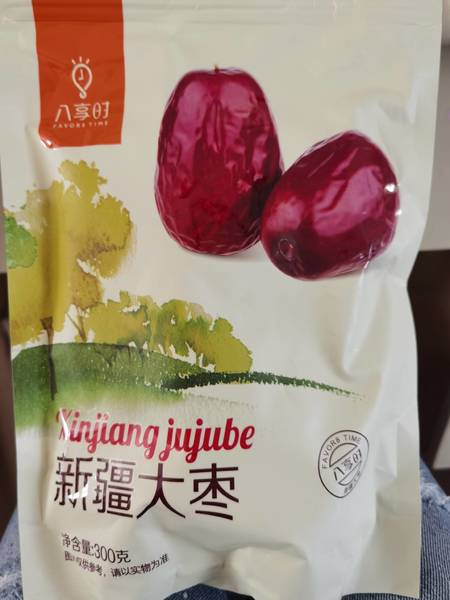 八享时
FAVORS TIME
Xinjiang jujube
新疆大枣
FAVORS TIME
八享时
净含量:300克
图片仅供参考，请以实物为准